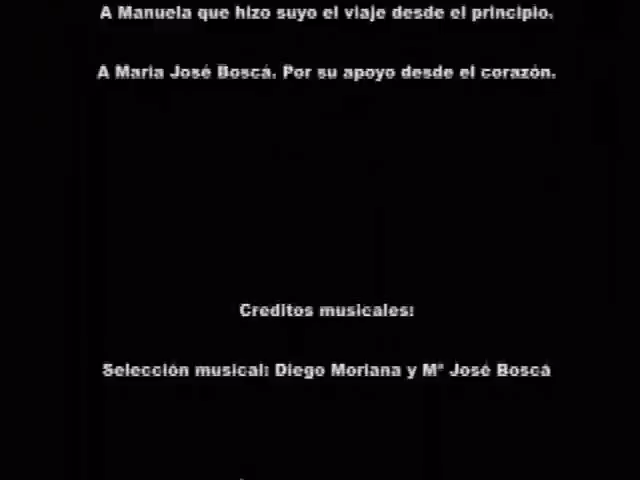 A Manuela que hizo suyo el viaje desde el principio.
A Maria José Boscá. Por su apoyo desde el corazón.
Creditos musicales:
Selección musical: Diego Moriana y Mª José Boscá